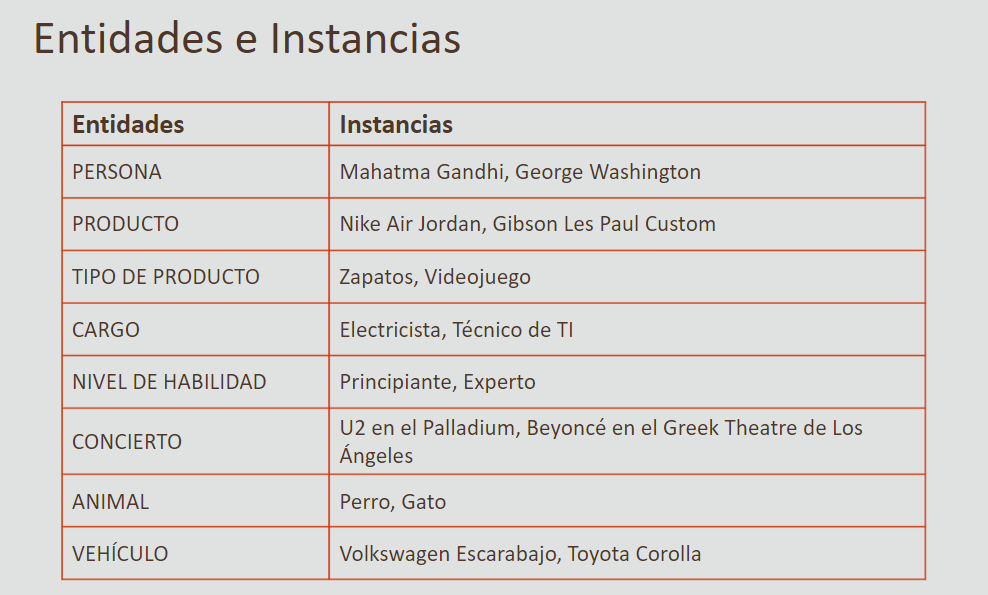 Entidades e Instancias
Entidades Instancias
PERSONA Mahatma Gandhi, George Washington
PRODUCTO Nike Air Jordan, Gibson Les Paul Custom
TIPO DE PRODUCTO Zapatos, Videojuego
CARGO Electricista, Técnico de TI
NIVEL DE HABILIDAD Principiante, Experto
CONCIERTO U2 en el Palladium, Beyoncé en el Greek Theatre de Los
Ángeles
ANIMAL Perro, Gato
VEHÍCULO Volkswagen Escarabajo, Toyota Corolla